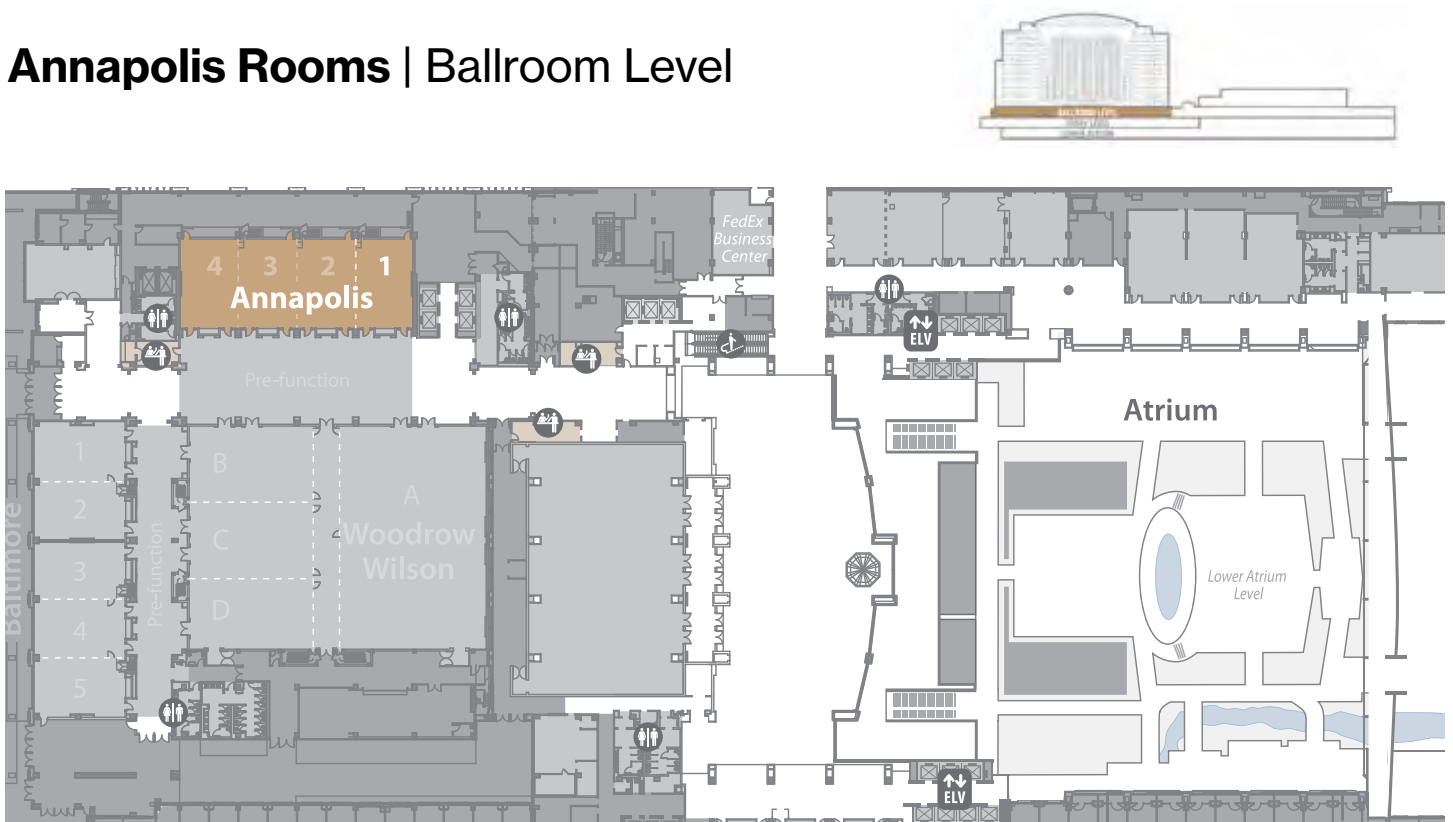 Annapolis Rooms | Ballroom Level
FedEx
Business
Center
4 3 2 1
Annapolis
Pre-function
ELV
Atrium
1
2
3
4
5
Baltimore
Pre-function
B
C
D
A
Woodrow
Wilson
Lower Atrium
Level
ELV